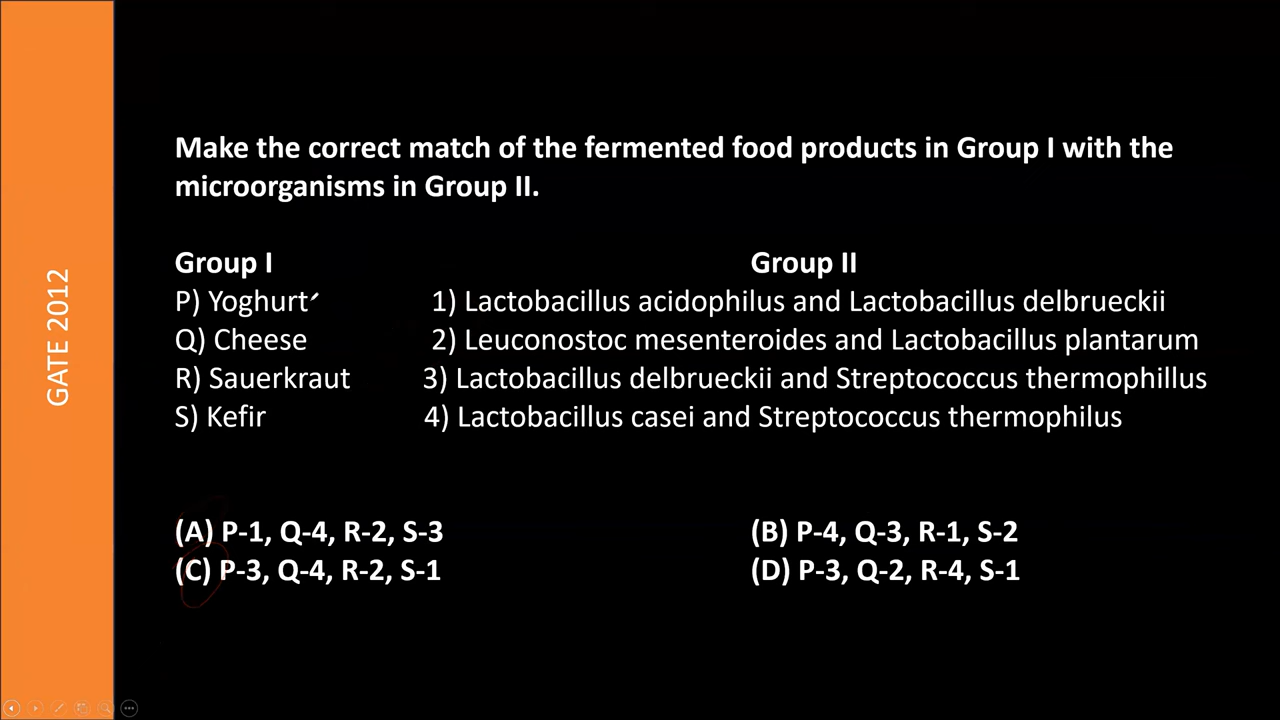 GATE 2012
Make the correct match of the fermented food products in Group I with the
microorganisms in Group II.
Group I Group II
P) Yoghurt 1) Lactobacillus acidophilus and Lactobacillus delbrueckii
Q) Cheese 2) Leuconostoc mesenteroides and Lactobacillus plantarum
R) Sauerkraut 3) Lactobacillus delbrueckii and Streptococcus thermophillus
S) Kefir 4) Lactobacillus casei and Streptococcus thermophilus
(A) P-1, Q-4, R-2, S-3 (B) P-4, Q-3, R-1, S-2
(C) P-3, Q-4, R-2, S-1 (D) P-3, Q-2, R-4, S-1